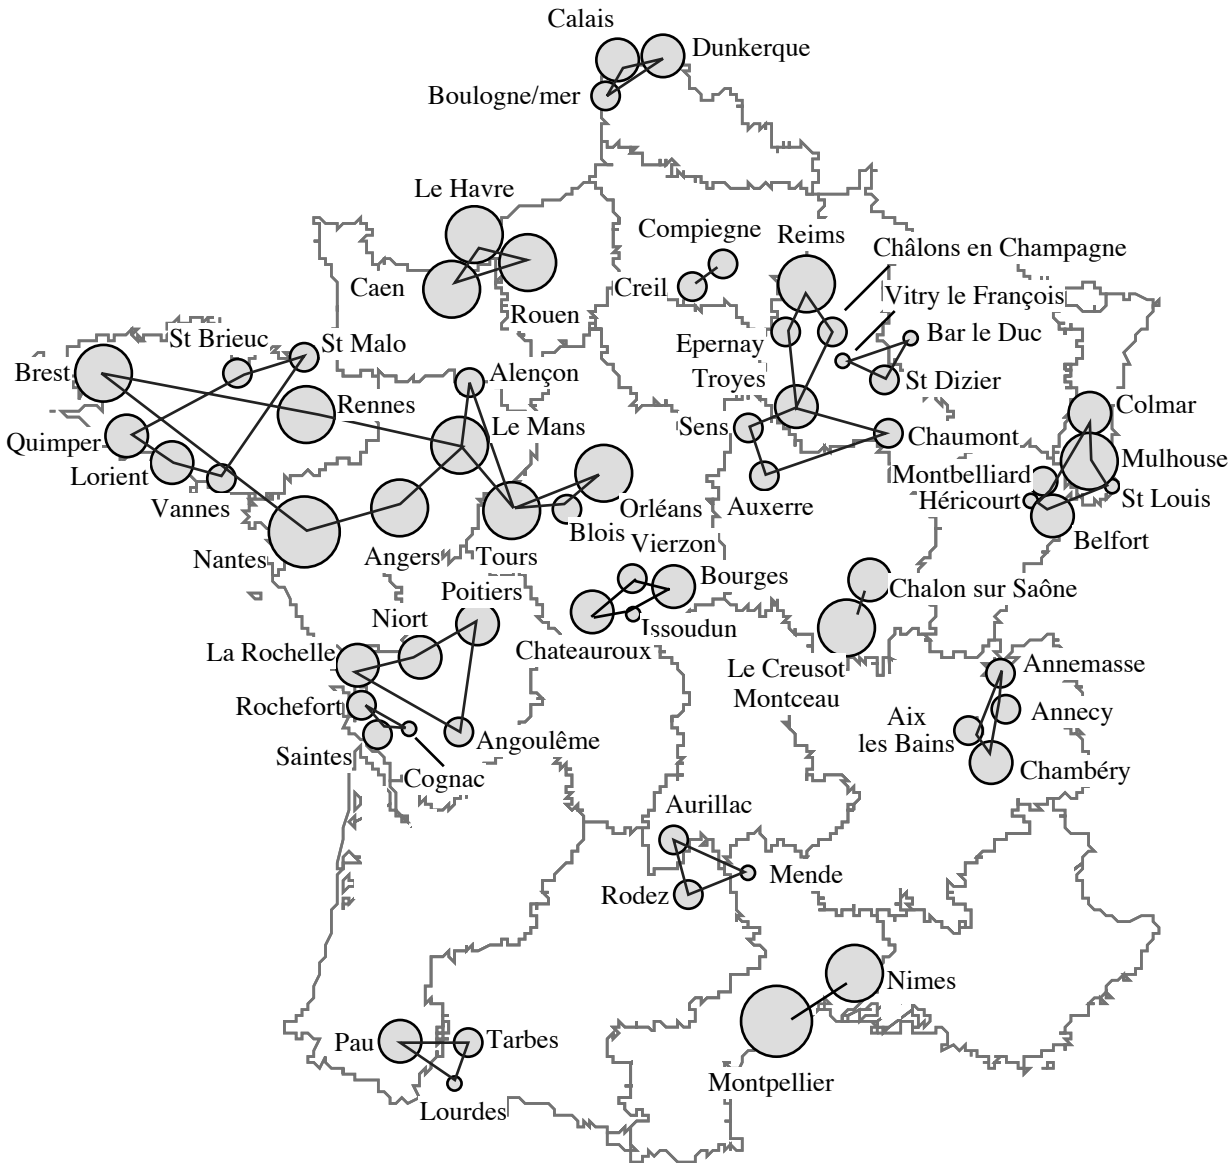 Calais
Dunkerque
Boulogne/mer
Le Havre
Compiegne
Reims
Châlons en Champagne
Caen
Creil
Vitry le François
Rouen
St Brieuc
St Malo
Epernay
Bar le Duc
Brest
Alençon
Troyes
St Dizier
Rennes
Colmar
Quimper
Le Mans
Sens
Chaumont
Lorient
Montbelliard
Mulhouse
Vannes
Orléans
Auxerre
Héricourt
St Louis
Nantes
Angers
Tours
Blois
Vierzon
Belfort
Poitiers
Bourges
Chalon sur Saône
Niort
Issoudun
La Rochelle
Chateauroux
Le Creusot
Montceau
Annemasse
Rochefort
Aix
les Bains
Annecy
Saintes
Angoulême
Cognac
Chambéry
Aurillac
Rodez
Mende
Nimes
Pau
Tarbes
Montpellier
Lourdes